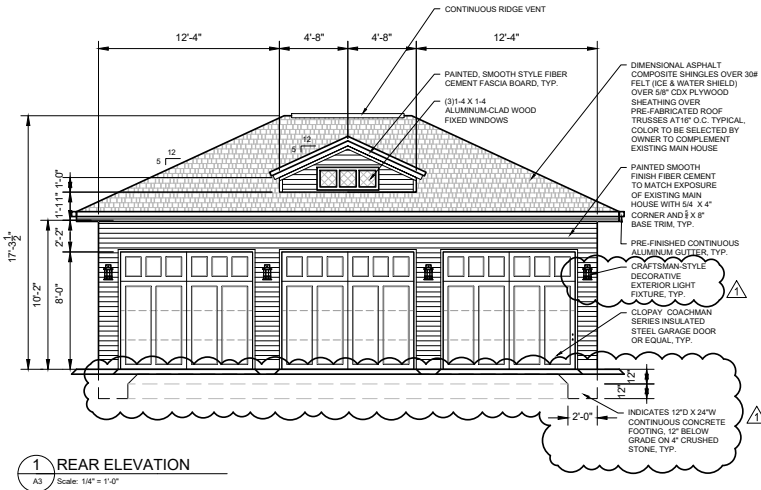 CONTINUOUS RIDGE VENT
12'-4"
4'-8"
4'-8"
12'-4"
PAINTED, SMOOTH STYLE FIBER
CEMENT FASCIA BOARD, TYP.
(3)1-4 X 1-4
ALUMINUM-CLAD WOOD
FIXED WINDOWS
DIMENSIONAL ASPHALT
COMPOSITE SHINGLES OVER 30#
FELT (ICE & WATER SHIELD)
OVER 5/8" CDX PLYWOOD
SHEATHING OVER
PRE-FABRICATED ROOF
TRUSSES AT16" O.C. TYPICAL,
COLOR TO BE SELECTED BY
OWNER TO COMPLEMENT
EXISTING MAIN HOUSE
12
5
12
5
PAINTED SMOOTH
FINISH FIBER CEMENT
TO MATCH EXPOSURE
OF EXISTING MAIN
HOUSE WITH 5/4 X 4"
CORNER AND X 8"
BASE TRIM, TYP.
PRE-FINISHED CONTINUOUS
ALUMINUM GUTTER, TYP.
CRAFTSMAN-STYLE
DECORATIVE
EXTERIOR LIGHT
FIXTURE, TYP.
1
CLOPAY COACHMAN
SERIES INSULATED
STEEL GARAGE DOOR
OR EQUAL, TYP.
17'-3 1/2"
10'-2"
1'-0"
1'-11"
2'-2"
8'-0"
12"
12"
2'-0"
INDICATES 12"D X 24"W
CONTINUOUS CONCRETE
FOOTING, 12" BELOW
GRADE ON 4" CRUSHED
STONE, TYP.
1
1
A3
REAR ELEVATION
Scale: 1/4" = 1'-0"